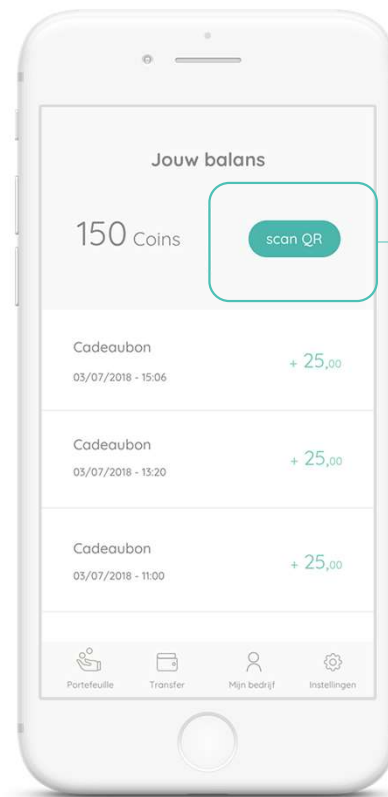 Jouw balans
150 Coins
scan QR
Cadeaubon
03/07/2018 - 15:06
+ 25,00
Cadeaubon
03/07/2018 - 13:20
+ 25,00
Cadeaubon
03/07/2018 - 11:00
+ 25,00
Portefeuille
Transfer
Mijn bedrijf
Instellingen